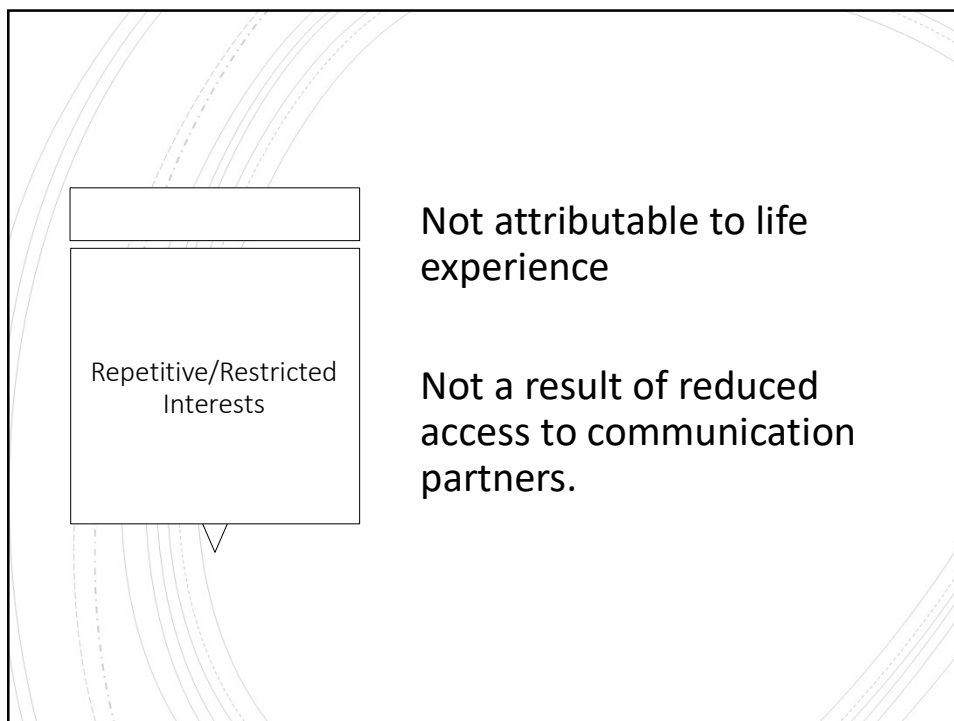 Repetitive/Restricted
Interests
Not attributable to life
experience
Not a result of reduced
access to communication
partners.